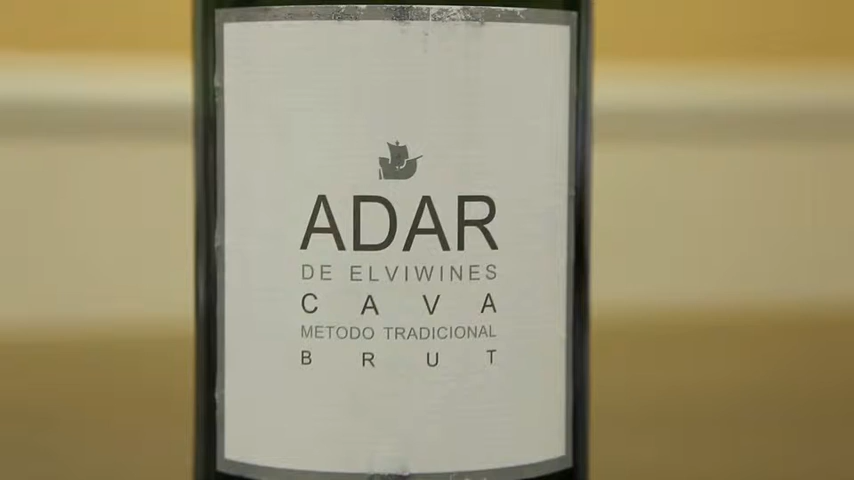 ADAR
DE ELVIWINES
CAVA
METODO TRADICIONAL
BRUT